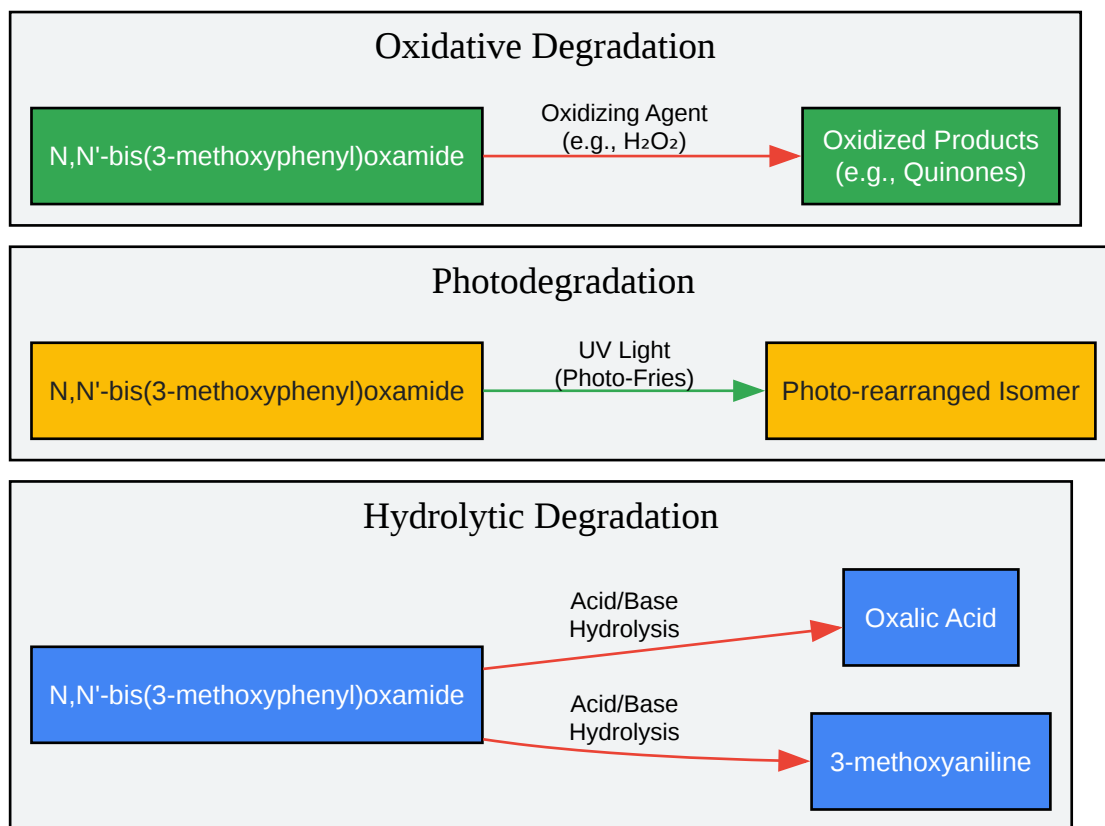 Oxidative Degradation
N,N'-bis(3-methoxyphenyl)oxamide
Oxidizing Agent
(e.g., H₂O₂)
Oxidized Products
(e.g., Quinones)
Photodegradation
N,N'-bis(3-methoxyphenyl)oxamide
UV Light
(Photo-Fries)
Photo-rearranged Isomer
Hydrolytic Degradation
N,N'-bis(3-methoxyphenyl)oxamide
Acid/Base
Hydrolysis
Oxalic Acid
Acid/Base
Hydrolysis
3-methoxyaniline